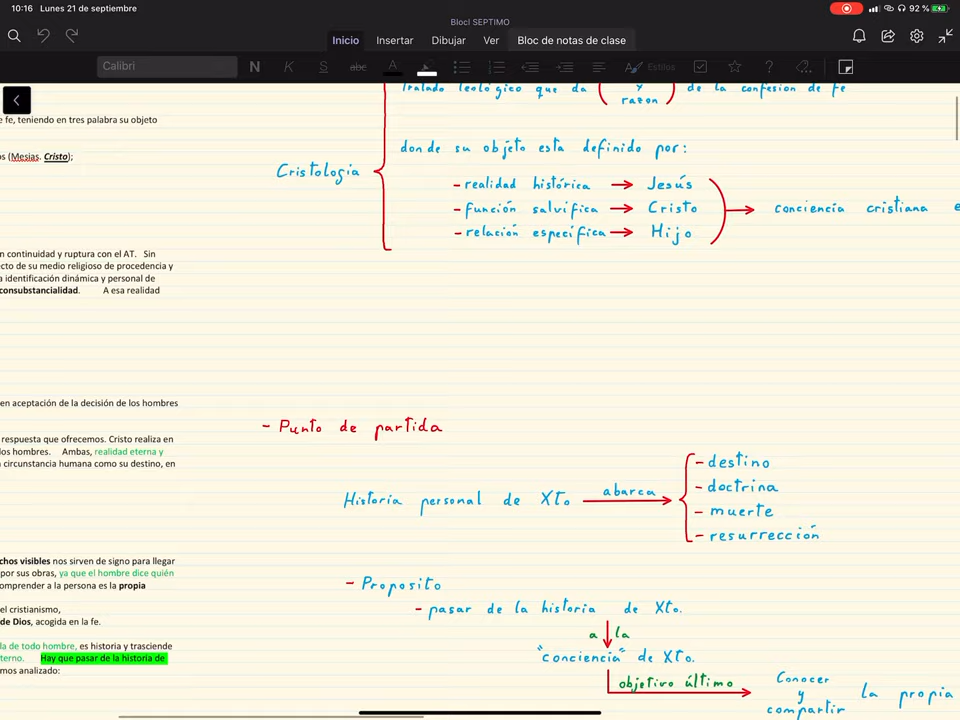 10:16 Lunes 21 de septiembre
92 %
Blocl SEPTIMO
Inicio Insertar Dibujar Ver Bloc de notas de clase
Calibri N K S abc A Estilos
e fe, teniendo en tres palabra su objeto
os (Mesias. Cristo);
n continuidad y ruptura con el AT. Sin
cto de su medio religioso de procedencia y
a identificación dinámica y personal de
consubstancialidad. A esa realidad
en aceptación de la decisión de los hombres
respuesta que ofrecemos. Cristo realiza en
los hombres. Ambas, realidad eterna y
a circunstancia humana como su destino, en
chos visibles nos sirven de signo para llegar
por sus obras, ya que el hombre dice quién
omprender a la persona es la propia
el cristianismo,
de Dios, acogida en la fe.
la de todo hombre, es historia y trasciende
terno. Hay que pasar de la historia de
mos analizado:
Tratado teológico que da ( y razon ) de la confesion de fe
Cristologia
donde su objeto esta definido por:
- realidad histórica → Jesús
- función salvífica → Cristo
- relación específica → Hijo
→ conciencia cristiana e
- Punto de partida
Historia personal de Xto abarca
- destino
- doctrina
- muerte
- resurrección
- Proposito
- pasar de la historia de Xto.
a la
"conciencia" de Xto.
objetivo último
Conocer
y
compartir
la propia